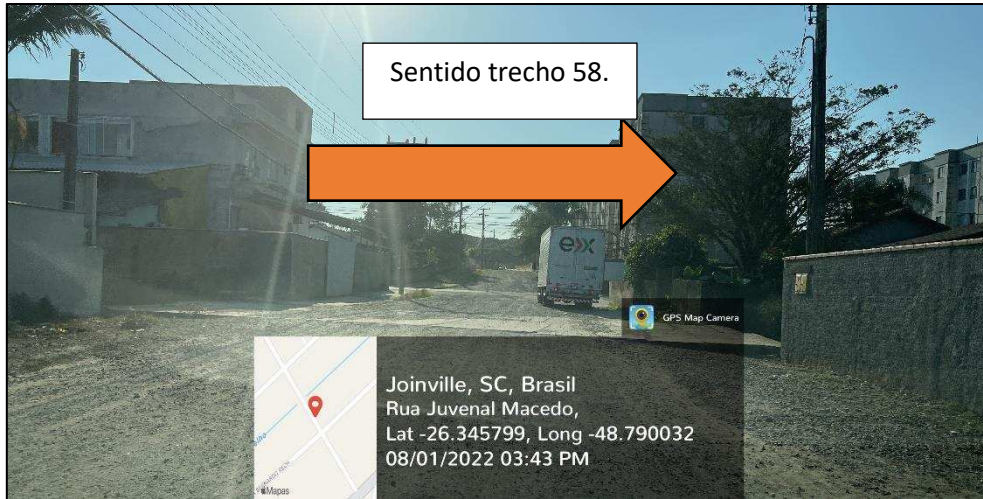 Sentido trecho 58.
ex
GPS Map Camera
Joinville, SC, Brasil
Rua Juvenal Macedo,
Lat -26.345799, Long -48.790032
08/01/2022 03:43 PM
Mapas